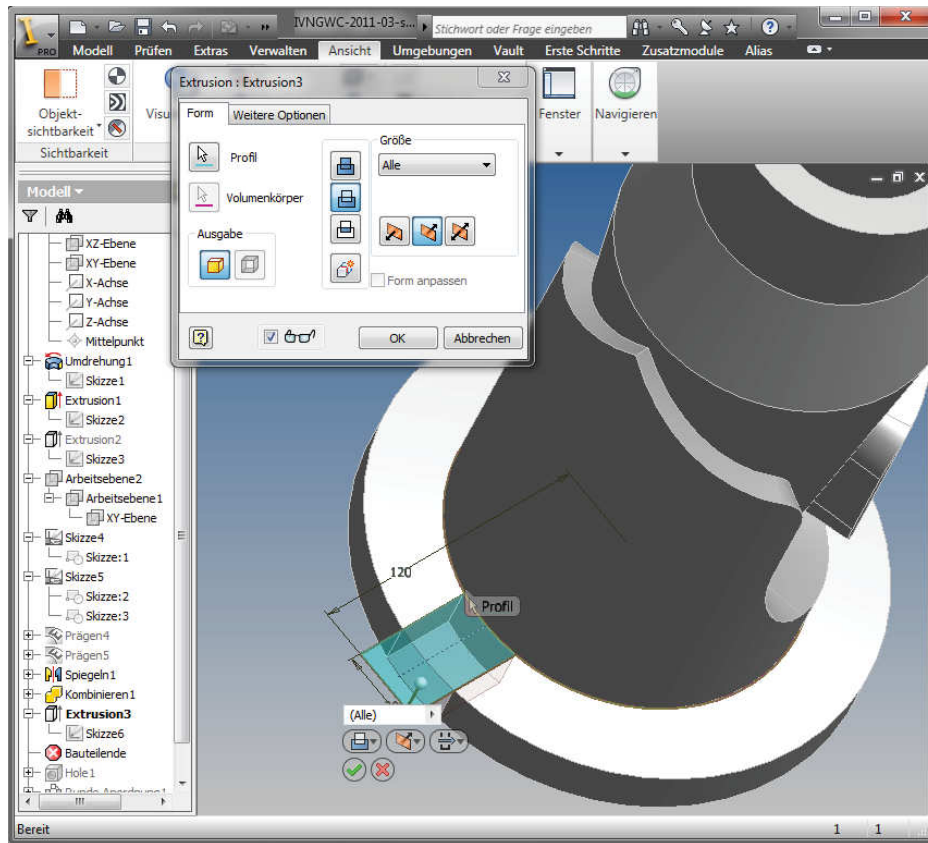 IVNGWC-2011-03-s...
Stichwort oder Frage eingeben
PRO
Modell
Prüfen
Extras
Verwalten
Ansicht
Umgebungen
Vault
Erste Schritte
Zusatzmodule
Alias
Objekt-
sichtbarkeit
Visu
Fenster
Navigieren
Sichtbarkeit
Extrusion : Extrusion3
Form
Weitere Optionen
Profil
Volumenkörper
Ausgabe
Größe
Alle
Form anpassen
OK
Abbrechen
Modell
XZ-Ebene
XY-Ebene
X-Achse
Y-Achse
Z-Achse
Mittelpunkt
Umdrehung1
Skizze1
Extrusion1
Skizze2
Extrusion2
Skizze3
Arbeitsebene2
Arbeitsebene1
XY-Ebene
Skizze4
Skizze:1
Skizze5
Skizze:2
Skizze:3
Prägen4
Prägen5
Spiegeln1
Kombinieren1
Extrusion3
Skizze6
Bauteilende
Hole1
Runde Anordnung1
120
Profil
(Alle)
Bereit
1
1